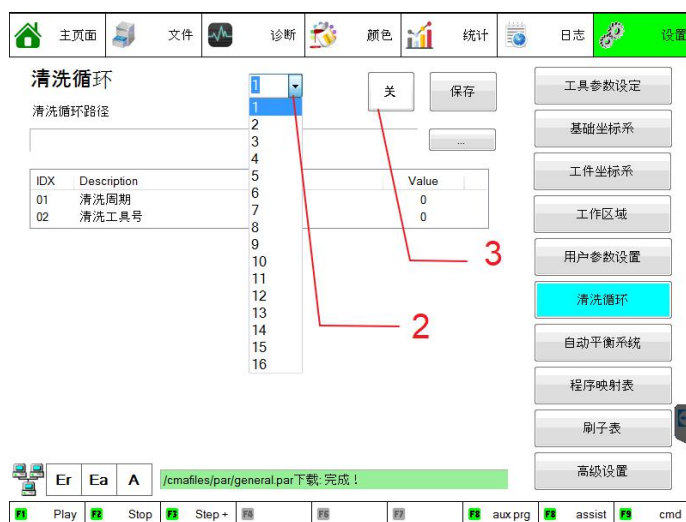 主页面 文件 诊断 颜色 统计 日志 设置
清洗循环 1 关 保存
清洗循环路径
...
IDX Description Value
01 清洗周期 0
02 清洗工具号 0
1
2
3
4
5
6
7
8
9
10
11
12
13
14
15
16
3
2
工具参数设定
基础坐标系
工件坐标系
工作区域
用户参数设置
清洗循环
自动平衡系统
程序映射表
刷子表
高级设置
Er Ea A /cmafiles/par/general.par下载: 完成！
F1 Play F2 Stop F3 Step + F4 F6 F7 F8 aux prg F8 assist F9 cmd